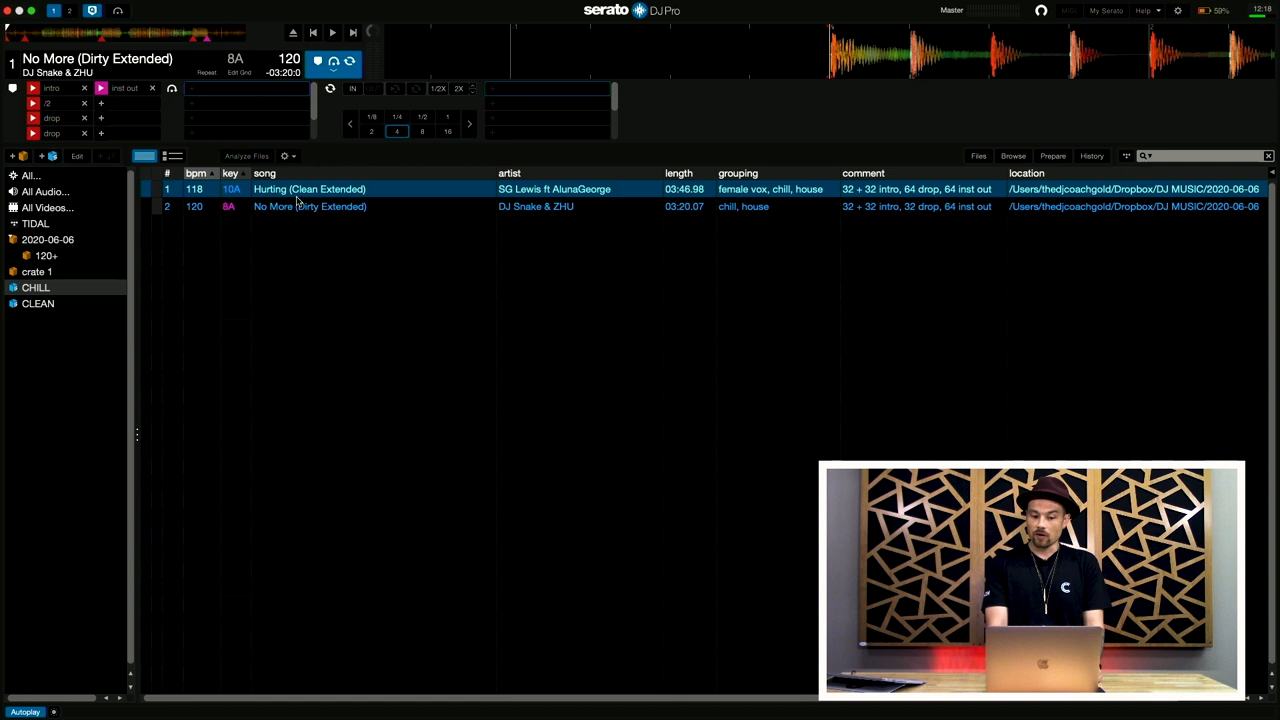 1 2 serato DJ Pro Master MIDI My Serato Help 59% 12:18
1 No More (Dirty Extended) 8A 120
DJ Snake & ZHU Repeat Edit Grid -03:20:0
intro inst out IN 1/2X 2X
/2
drop 1/8 1/4 1/2 1
drop 2 4 8 16
Edit Analyze Files Files Browse Prepare History
# bpm key song artist length grouping comment location
1 118 10A Hurting (Clean Extended) SG Lewis ft AlunaGeorge 03:46.98 female vox, chill, house 32 + 32 intro, 64 drop, 64 inst out /Users/thedjcoachgold/Dropbox/DJ MUSIC/2020-06-06
2 120 8A No More (Dirty Extended) DJ Snake & ZHU 03:20.07 chill, house 32 + 32 intro, 32 drop, 64 inst out /Users/thedjcoachgold/Dropbox/DJ MUSIC/2020-06-06
All...
All Audio...
All Videos...
TIDAL
2020-06-06
120+
crate 1
CHILL
CLEAN
C
Autoplay